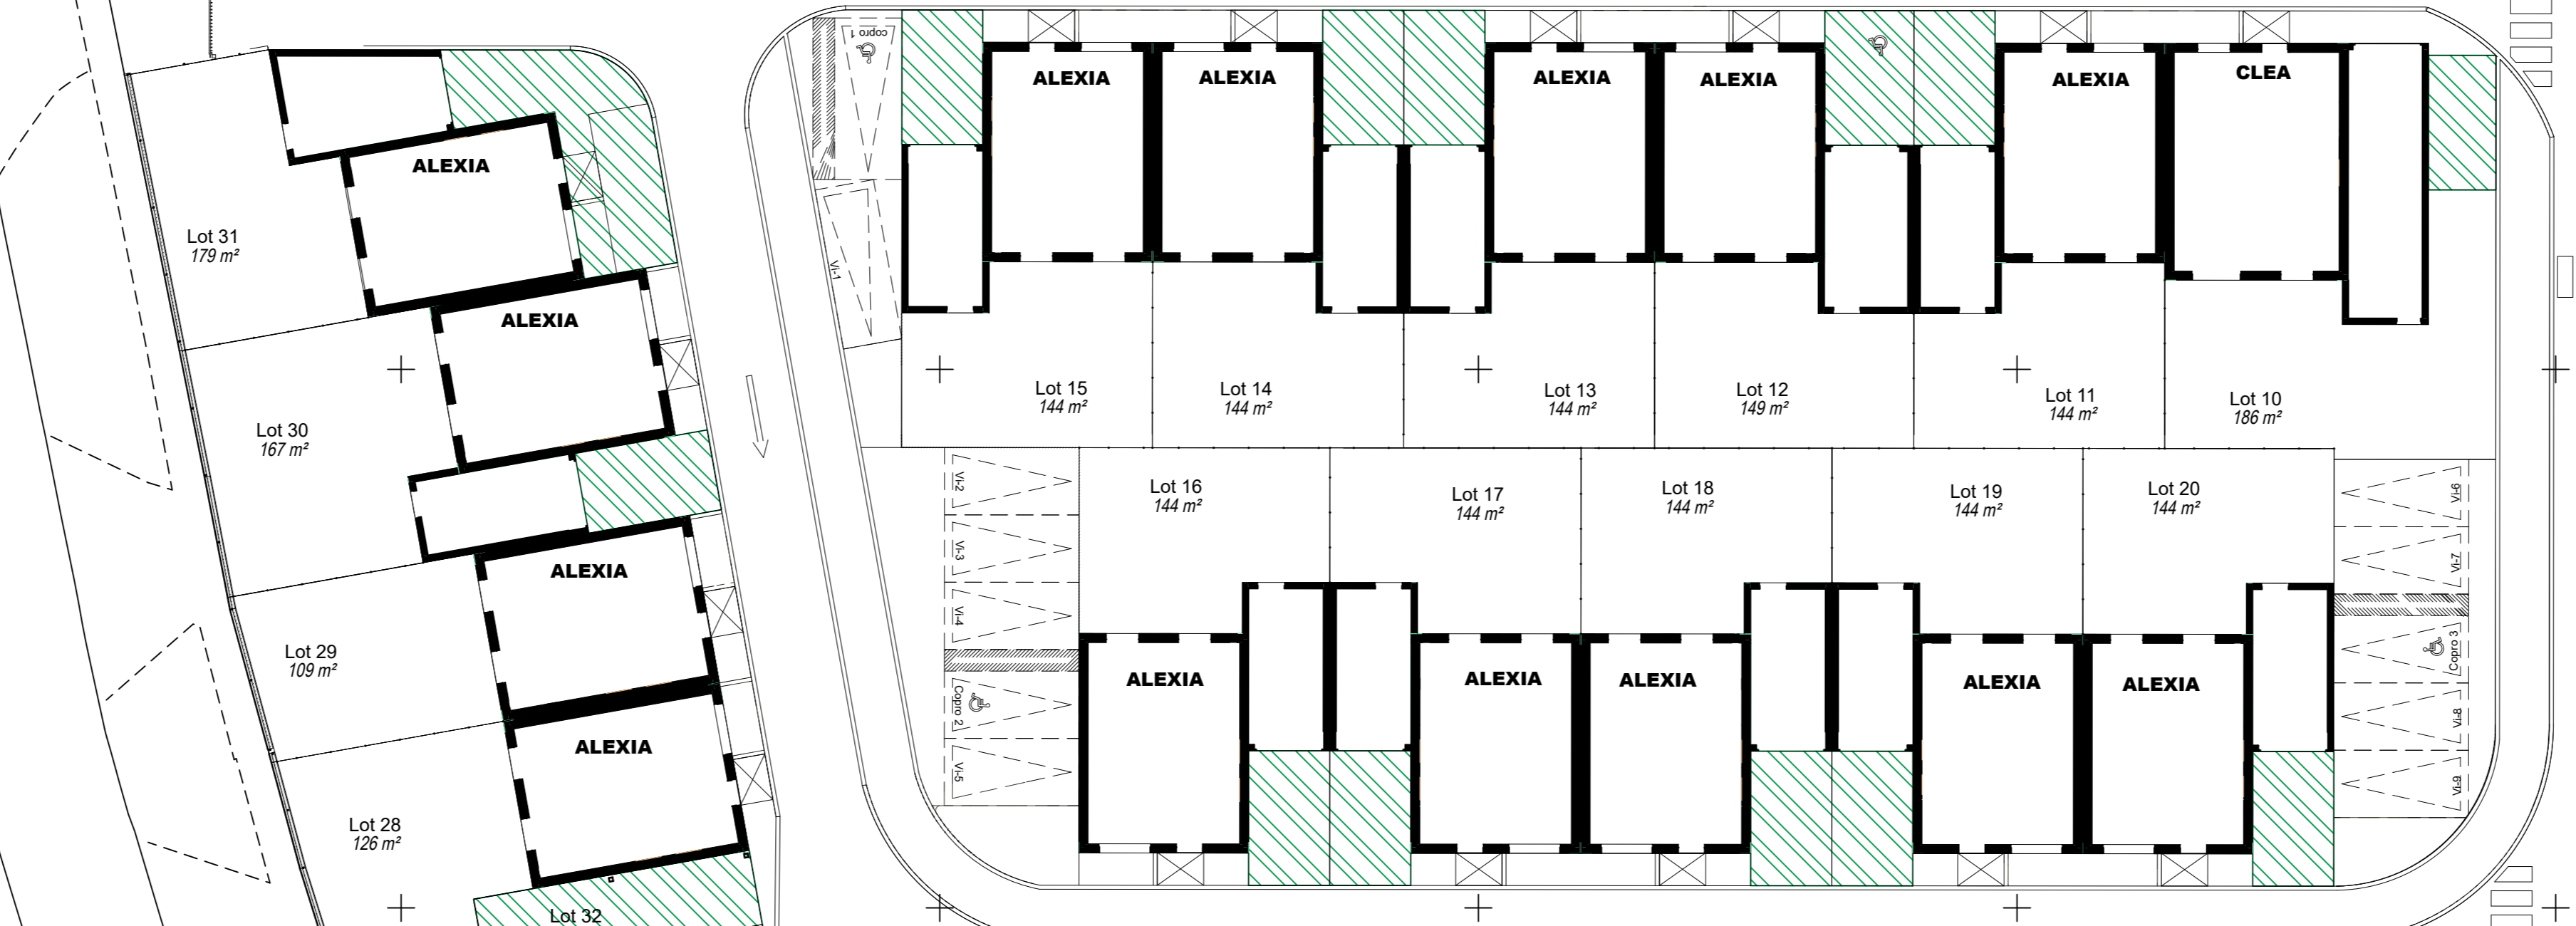 copro 1
ALEXIA
ALEXIA
ALEXIA
ALEXIA
ALEXIA
CLEA
ALEXIA
Lot 31
179 m²
Vi-1
ALEXIA
Lot 30
167 m²
Lot 15
144 m²
Lot 14
144 m²
Lot 13
144 m²
Lot 12
149 m²
Lot 11
144 m²
Lot 10
186 m²
Vi-2
Vi-3
Vi-4
Copro 2
Vi-5
Lot 16
144 m²
Lot 17
144 m²
Lot 18
144 m²
Lot 19
144 m²
Lot 20
144 m²
Vi-6
Vi-7
Copro 3
Vi-8
Vi-9
ALEXIA
Lot 29
109 m²
ALEXIA
ALEXIA
ALEXIA
ALEXIA
ALEXIA
ALEXIA
Lot 28
126 m²
Lot 32